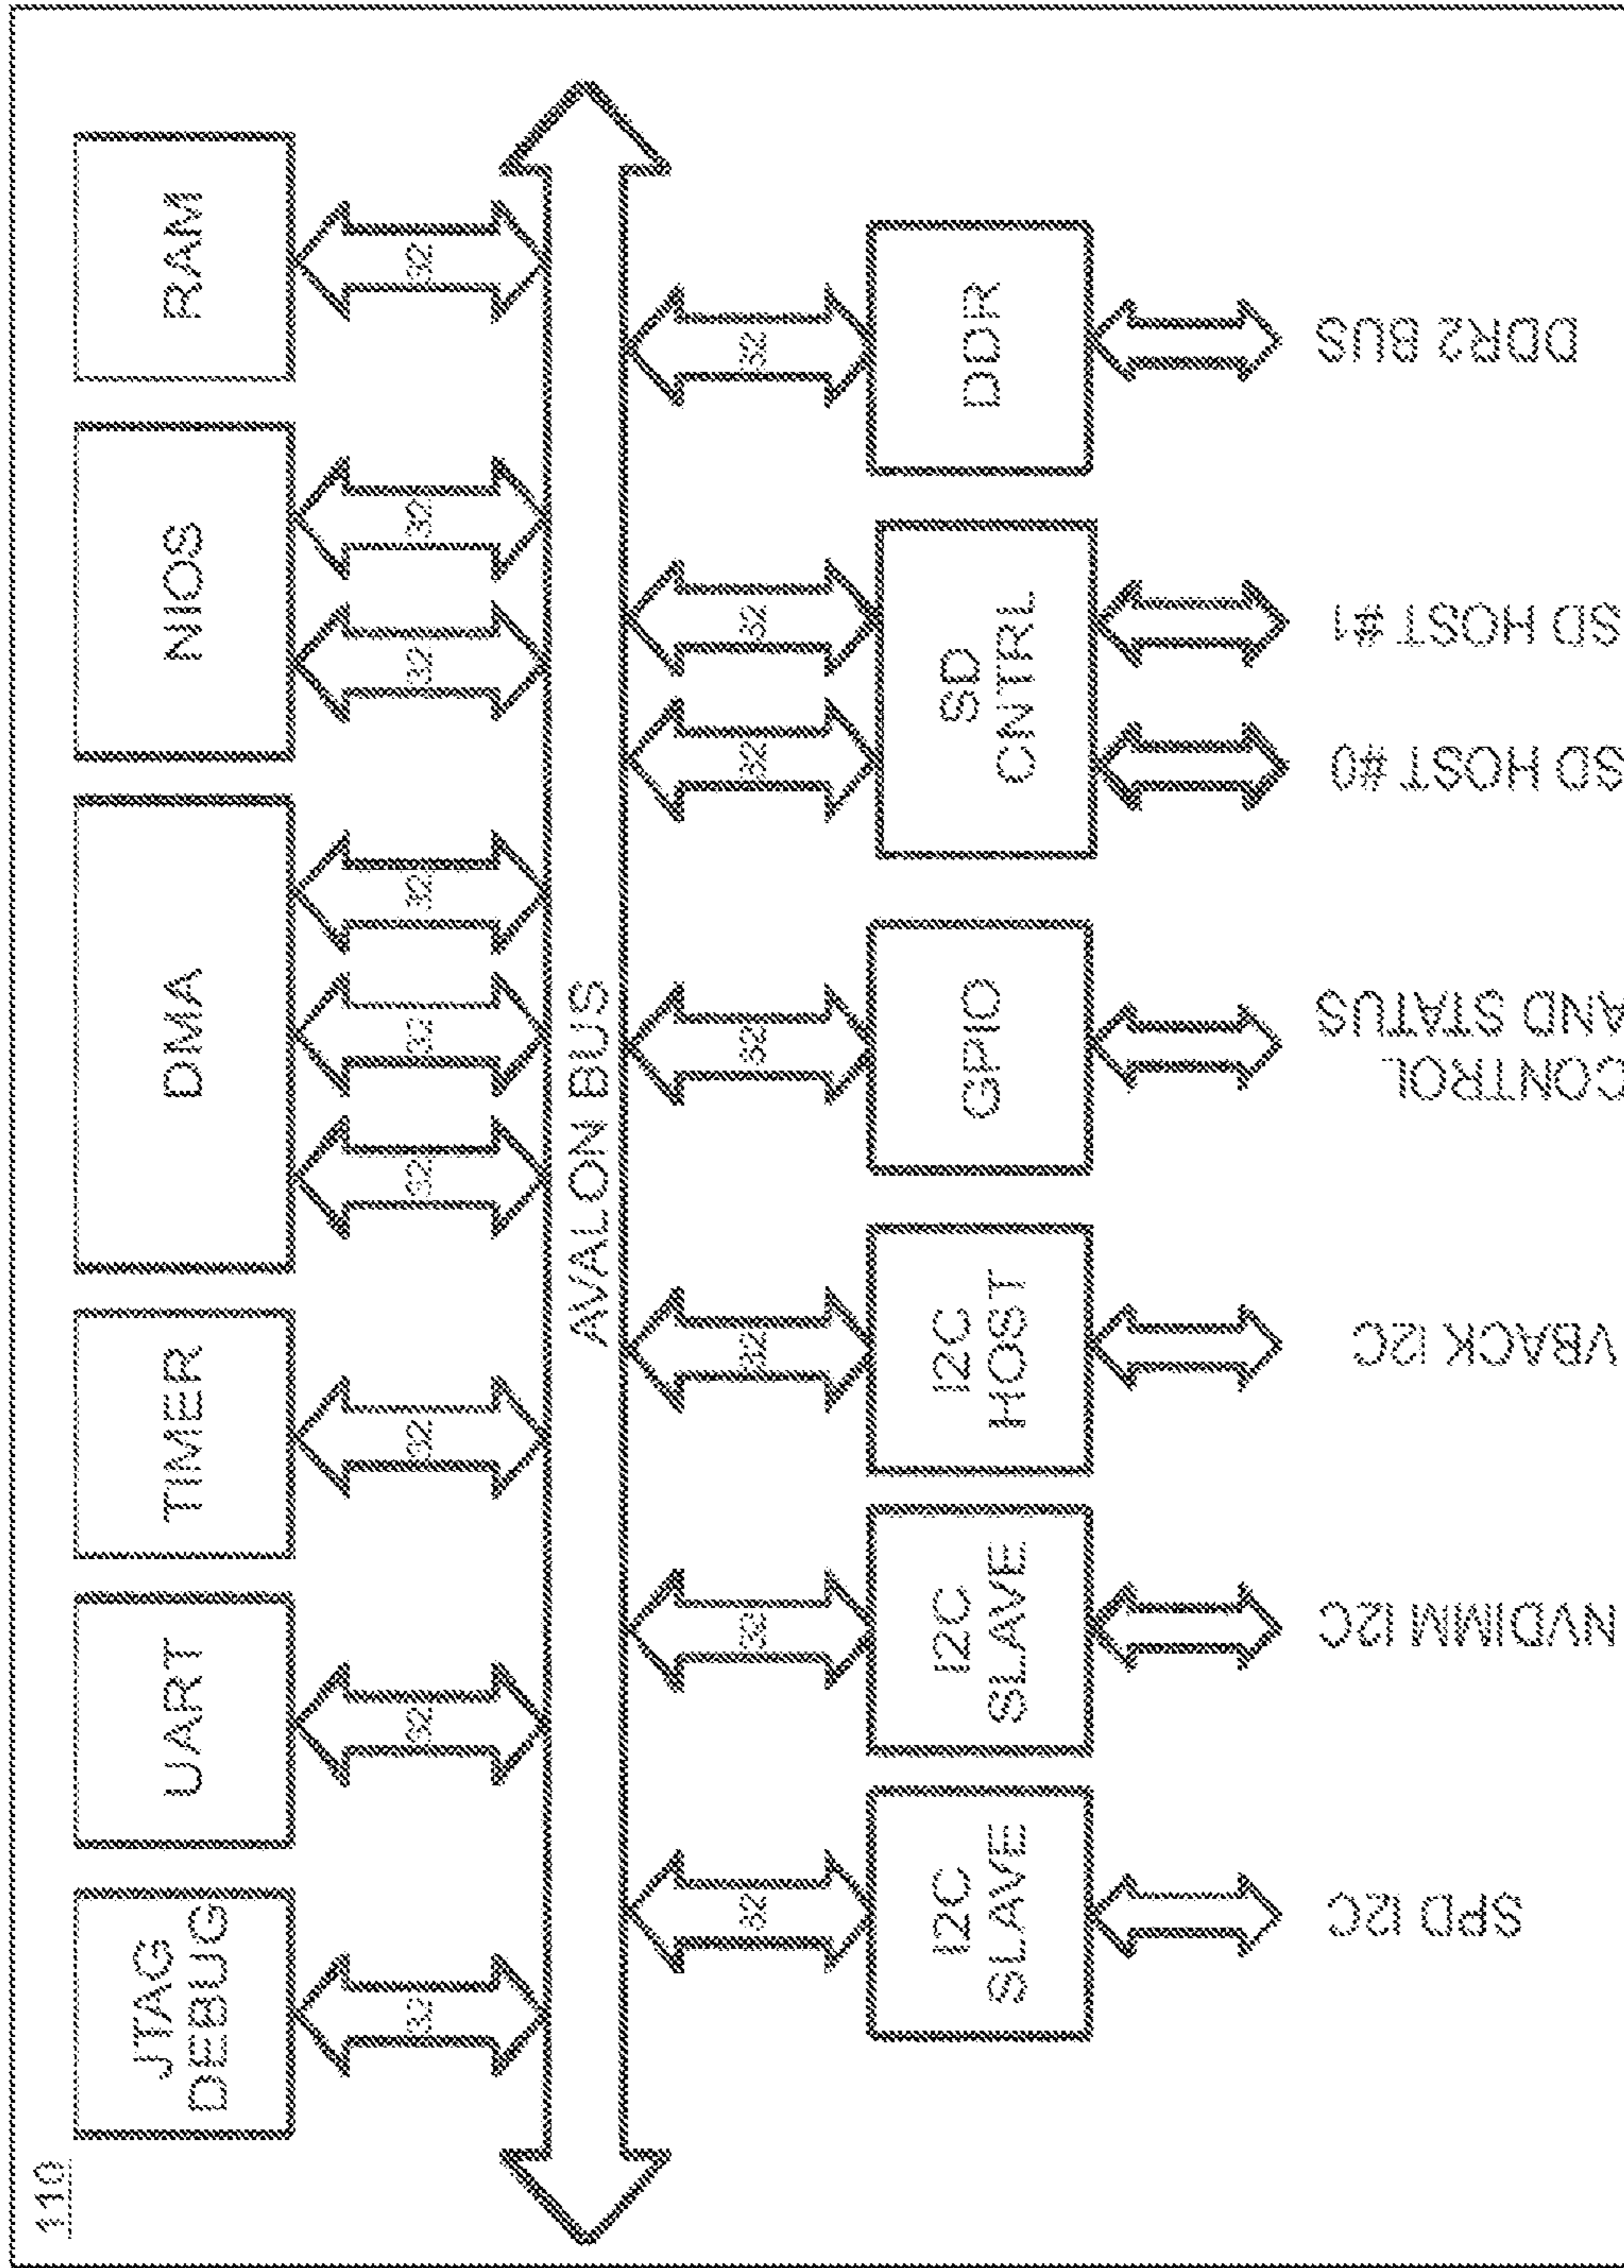 110
JTAG
DEBUG
UART
TIMER
DMA
NIOS
RAM
32
32
32
32
32
32
32
32
32
AVALON BUS
32
32
32
32
32
32
32
I2C
SLAVE
I2C
SLAVE
I2C
HOST
GPIO
SD
CNTRL
DDR
SPD I2C
NVDIMM I2C
VBACK I2C
CONTROL
AND STATUS
SD HOST #0
SD HOST #1
DDR2 BUS